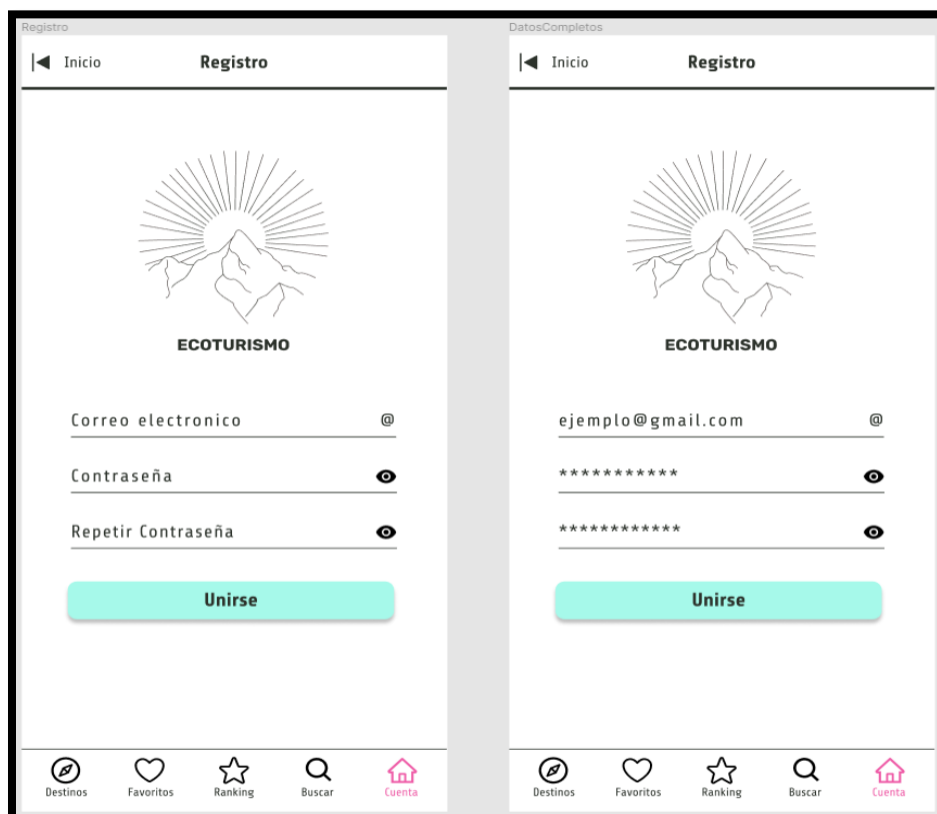 Registro
Inicio
Registro
ECOTURISMO
Correo electronico @
Contraseña
Repetir Contraseña
Unirse
Destinos Favoritos Ranking Buscar Cuenta
DatosCompletos
Inicio
Registro
ECOTURISMO
ejemplo@gmail.com @
***********
************
Unirse
Destinos Favoritos Ranking Buscar Cuenta